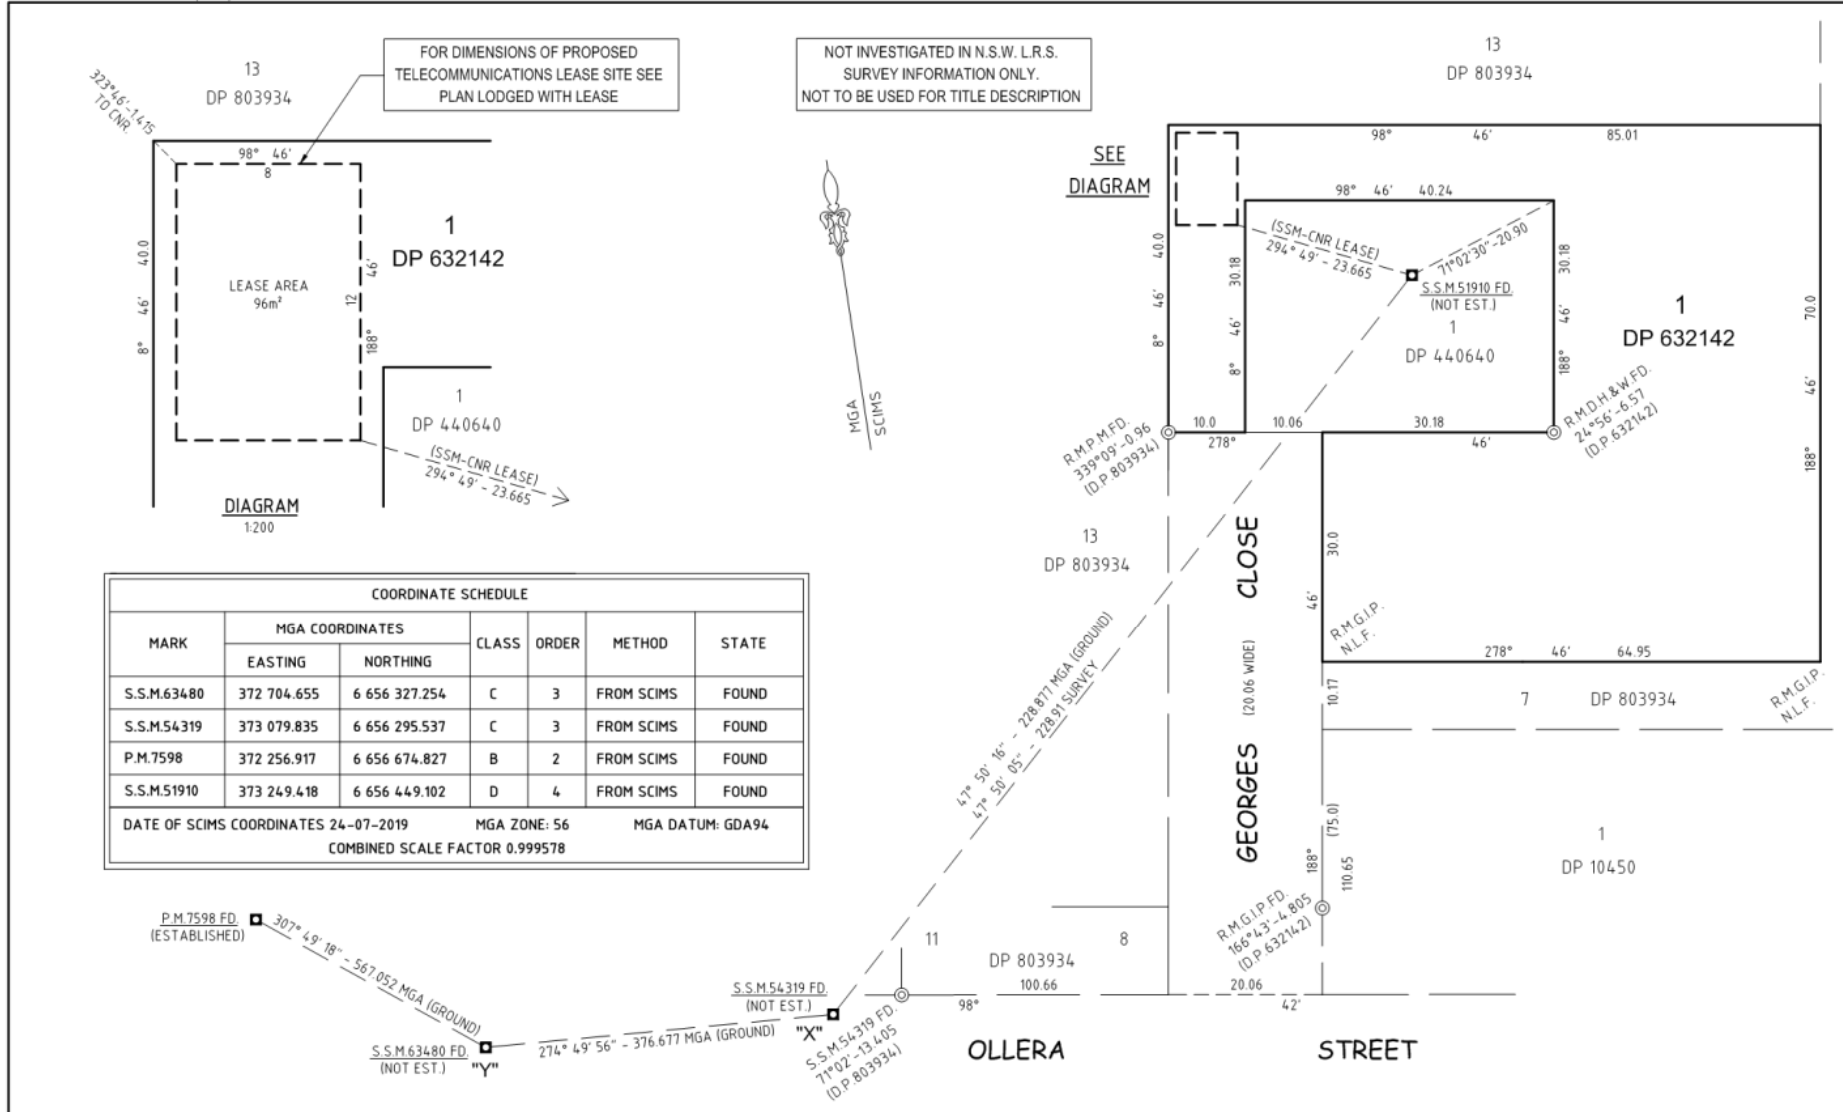 13
DP 803934
323°46'-1.415
TO CNR.
FOR DIMENSIONS OF PROPOSED
TELECOMMUNICATIONS LEASE SITE SEE
PLAN LODGED WITH LEASE
98° 46'
8
40.0
46'
8°
LEASE AREA
96m²
46'
12
188°
1
DP 632142
1
DP 440640
(SSM-CNR LEASE)
294° 49' - 23.665
DIAGRAM
1:200
NOT INVESTIGATED IN N.S.W. L.R.S.
SURVEY INFORMATION ONLY.
NOT TO BE USED FOR TITLE DESCRIPTION
MGA
SCIMS
13
DP 803934
98° 46' 85.01
SEE
DIAGRAM
98° 46' 40.24
(SSM-CNR LEASE)
294° 49' - 23.665
71°02'30"-20.90
S.S.M.51910 FD.
(NOT EST.)
1
DP 440640
40.0
46'
8°
30.18
46'
8°
30.18
46'
188°
1
DP 632142
70.0
46'
188°
R.M.P.M.FD.
339°09'-0.96
(D.P.803934)
10.0 10.06 30.18
278° 46'
R.M.D.H.&W.FD.
24°56'-6.57
(D.P.632142)
13
DP 803934
30.0
46'
R.M.G.I.P.
N.L.F.
278° 46' 64.95
7 DP 803934
R.M.G.I.P.
N.L.F.
10.17
47° 50' 16" - 228.877 MGA (GROUND)
47° 50' 05" - 228.91 SURVEY
GEORGES (20.06 WIDE) CLOSE
(75.0)
188° 110.65
1
DP 10450
R.M.G.I.P.FD.
166°43'-4.805
(D.P.632142)
COORDINATE SCHEDULE
MARK MGA COORDINATES CLASS ORDER METHOD STATE
EASTING NORTHING
S.S.M.63480 372 704.655 6 656 327.254 C 3 FROM SCIMS FOUND
S.S.M.54319 373 079.835 6 656 295.537 C 3 FROM SCIMS FOUND
P.M.7598 372 256.917 6 656 674.827 B 2 FROM SCIMS FOUND
S.S.M.51910 373 249.418 6 656 449.102 D 4 FROM SCIMS FOUND
DATE OF SCIMS COORDINATES 24-07-2019 MGA ZONE: 56 MGA DATUM: GDA94
COMBINED SCALE FACTOR 0.999578
P.M.7598 FD.
(ESTABLISHED)
307° 49' 18" - 567.052 MGA (GROUND)
S.S.M.63480 FD.
(NOT EST.)
"Y"
274° 49' 56" - 376.677 MGA (GROUND)
S.S.M.54319 FD.
(NOT EST.)
"X"
S.S.M.54319 FD.
71°02'-13.405
(D.P.803934)
11
DP 803934
8
100.66 20.06
98° 42'
OLLERA STREET